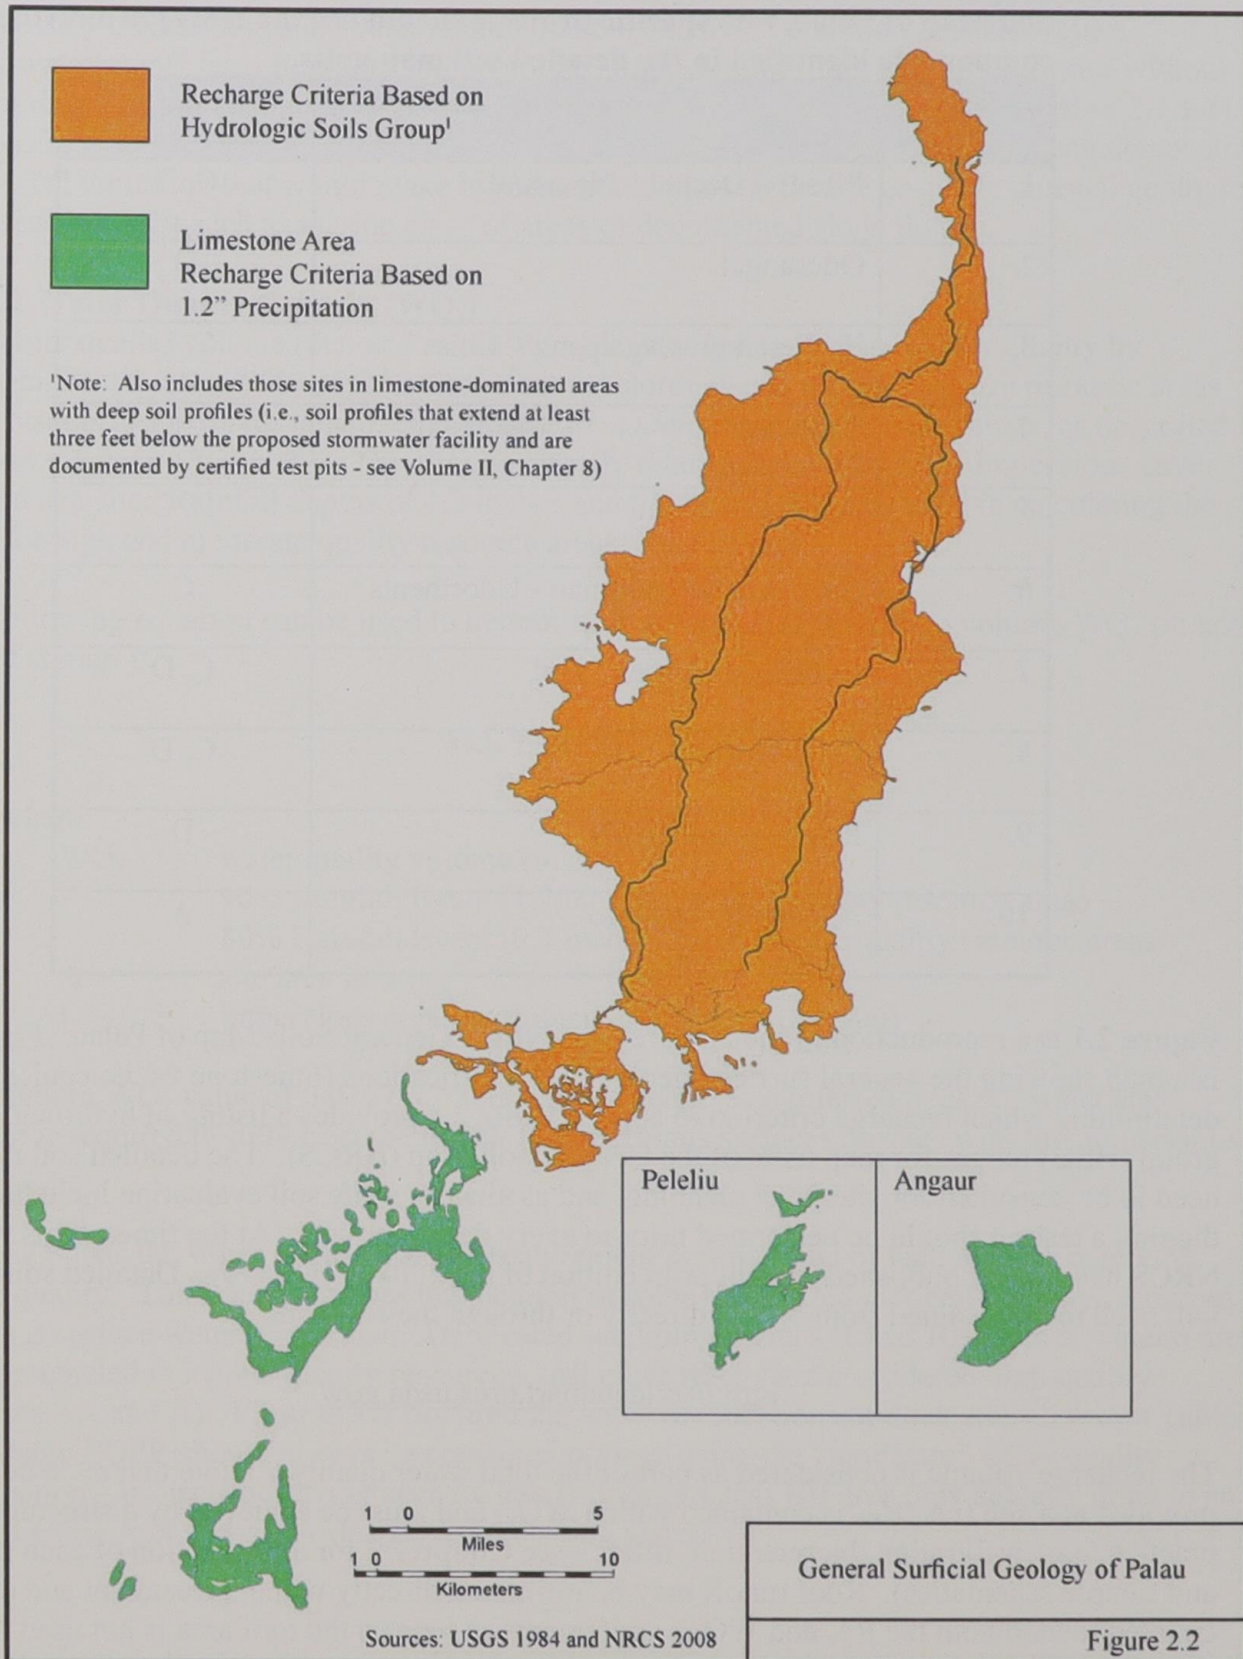 Recharge Criteria Based on
Hydrologic Soils Group¹
Limestone Area
Recharge Criteria Based on
1.2” Precipitation
¹Note: Also includes those sites in limestone-dominated areas
with deep soil profiles (i.e., soil profiles that extend at least
three feet below the proposed stormwater facility and are
documented by certified test pits - see Volume II, Chapter 8)
Peleliu
Angaur
1 0 5
Miles
1 0 10
Kilometers
Sources: USGS 1984 and NRCS 2008
General Surficial Geology of Palau
Figure 2.2